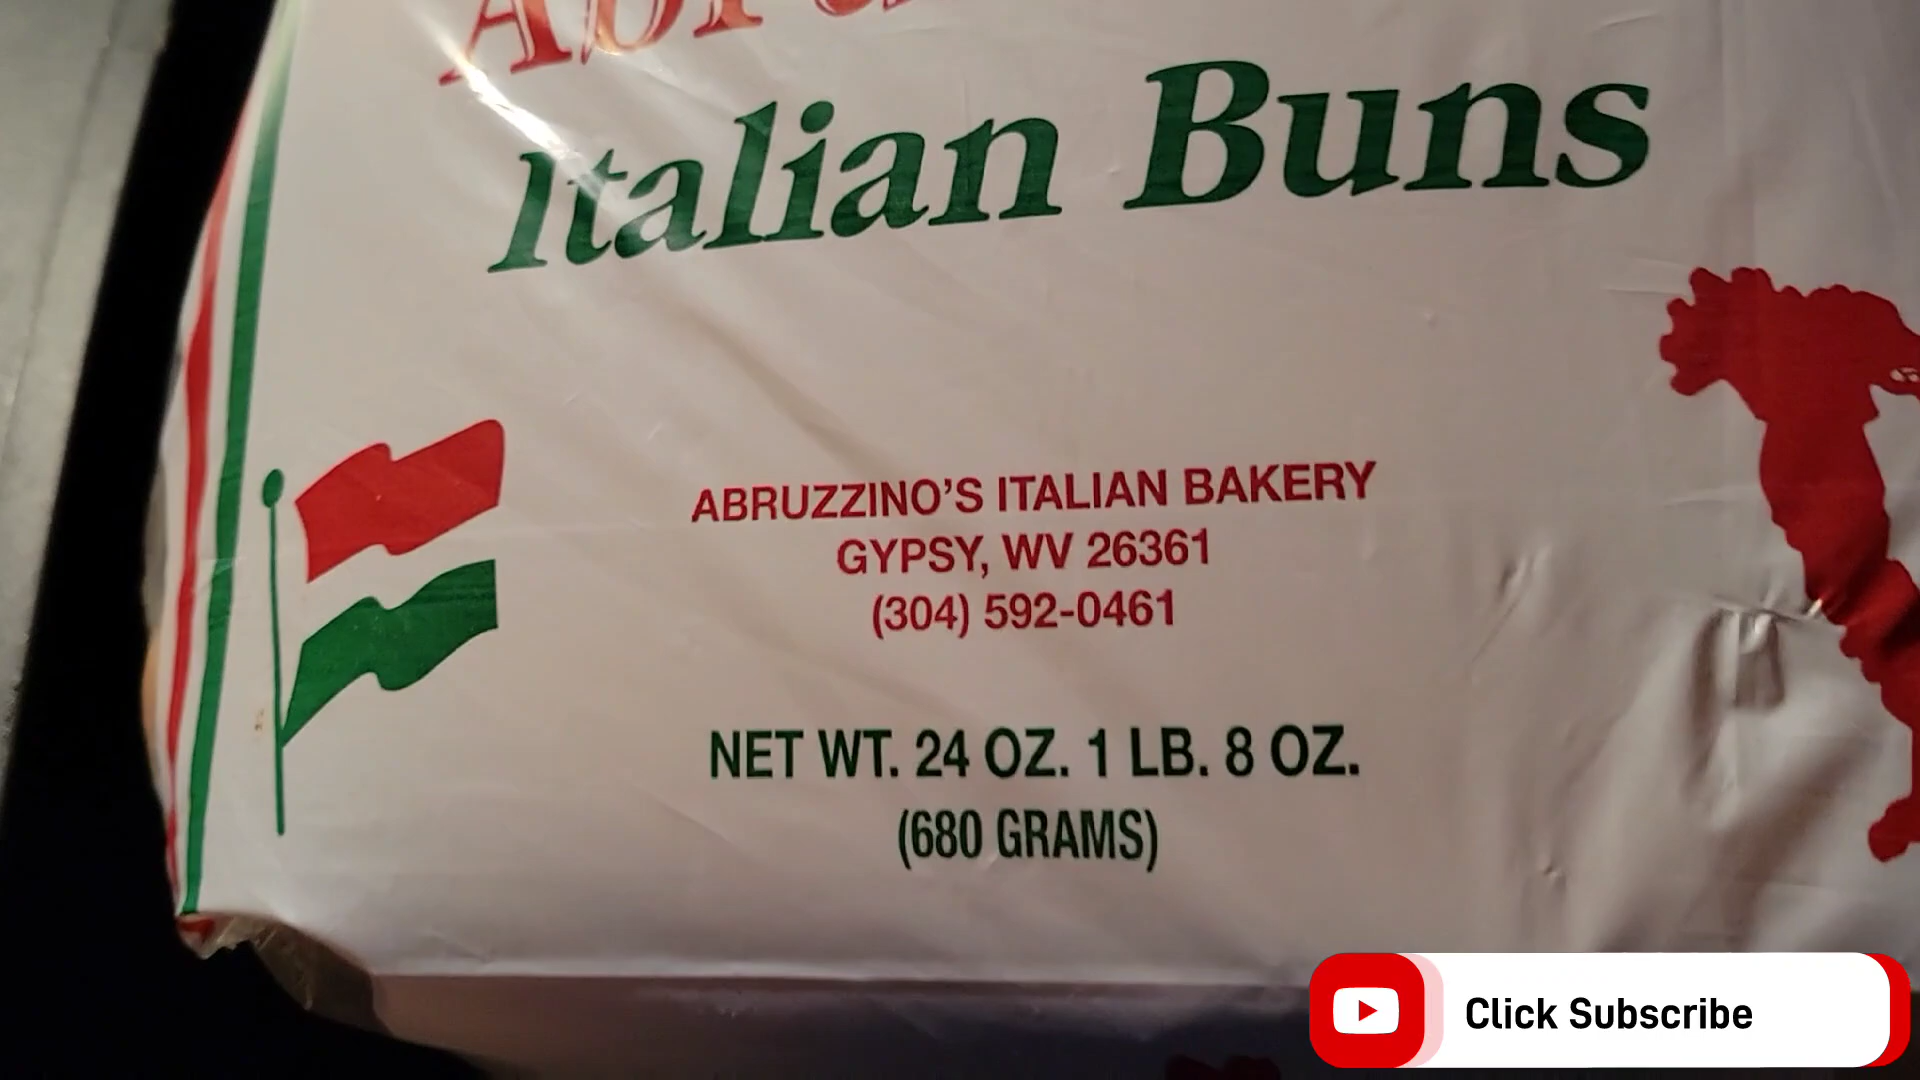 Italian Buns
ABRUZZINO'S ITALIAN BAKERY
GYPSY, WV 26361
(304) 592-0461
NET WT. 24 OZ. 1 LB. 8 OZ.
(680 GRAMS)
Click Subscribe